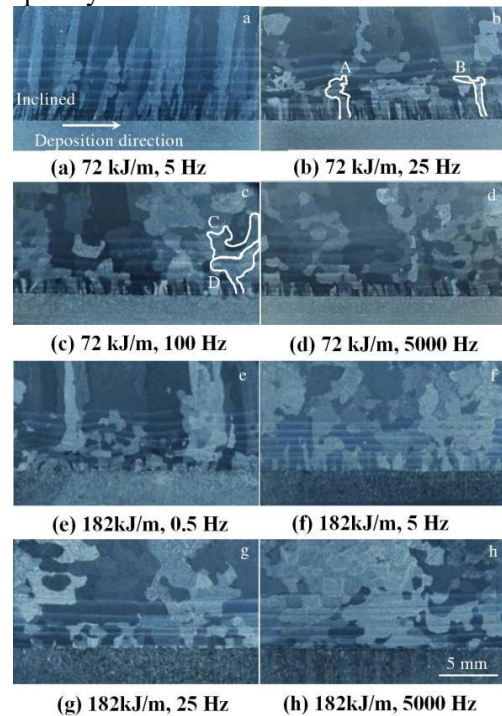 a
b
A
B
Inclined
Deposition direction
(a) 72 kJ/m, 5 Hz
(b) 72 kJ/m, 25 Hz
c
d
C
D
(c) 72 kJ/m, 100 Hz
(d) 72 kJ/m, 5000 Hz
e
f
(e) 182kJ/m, 0.5 Hz
(f) 182kJ/m, 5 Hz
g
h
5 mm
(g) 182kJ/m, 25 Hz
(h) 182kJ/m, 5000 Hz